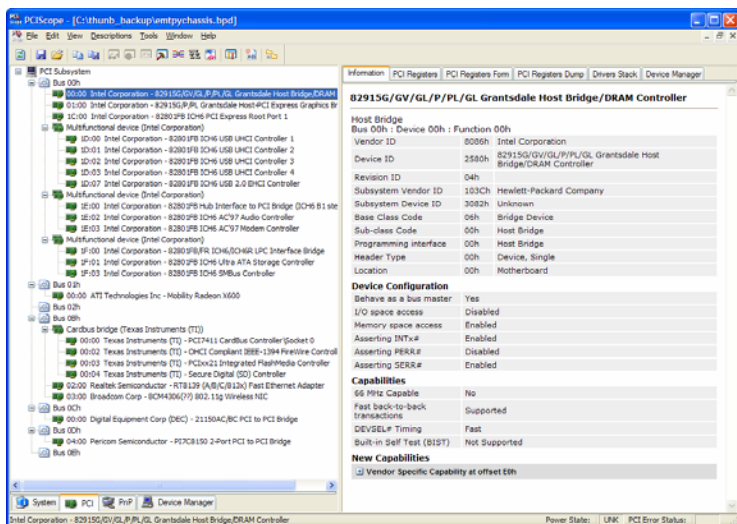 PCIScope - [C:\thumb_backup\emtpychassis.bpd]
File Edit View Descriptions Tools Window Help
PCI Subsystem
Bus 00h
00:00 Intel Corporation - 82915G/GV/GL/P/PL/GL Grantsdale Host Bridge/DRAM
01:00 Intel Corporation - 82915G/P/PL Grantsdale Host-PCI Express Graphics Br
1C:00 Intel Corporation - 82801FB ICH6 PCI Express Root Port 1
Multifunctional device (Intel Corporation)
1D:00 Intel Corporation - 82801FB ICH6 USB UHCI Controller 1
1D:01 Intel Corporation - 82801FB ICH6 USB UHCI Controller 2
1D:02 Intel Corporation - 82801FB ICH6 USB UHCI Controller 3
1D:03 Intel Corporation - 82801FB ICH6 USB UHCI Controller 4
1D:07 Intel Corporation - 82801FB ICH6 USB 2.0 EHCI Controller
Multifunctional device (Intel Corporation)
1E:00 Intel Corporation - 82801FB Hub Interface to PCI Bridge (ICH6 B1 ste
1E:02 Intel Corporation - 82801FB ICH6 AC'97 Audio Controller
1E:03 Intel Corporation - 82801FB ICH6 AC'97 Modem Controller
Multifunctional device (Intel Corporation)
1F:00 Intel Corporation - 82801FB/FR ICH6/ICH6R LPC Interface Bridge
1F:01 Intel Corporation - 82801FB ICH6 Ultra ATA Storage Controller
1F:03 Intel Corporation - 82801FB ICH6 SMBus Controller
Bus 01h
00:00 ATI Technologies Inc - Mobility Radeon X600
Bus 02h
Bus 0Bh
Cardbus bridge (Texas Instruments (TI))
00:00 Texas Instruments (TI) - PCI7411 CardBus Controller\Socket 0
00:02 Texas Instruments (TI) - OHCI Compliant IEEE-1394 FireWire Controll
00:03 Texas Instruments (TI) - PCIxx21 Integrated FlashMedia Controller
00:04 Texas Instruments (TI) - Secure Digital (SD) Controller
02:00 Realtek Semiconductor - RT8139 (A/B/C/813x) Fast Ethernet Adapter
03:00 Broadcom Corp - BCM4306(??) 802.11g Wireless NIC
Bus 0Ch
00:00 Digital Equipment Corp (DEC) - 21150AC/BC PCI to PCI Bridge
Bus 0Dh
04:00 Pericom Semiconductor - PI7C8150 2-Port PCI to PCI Bridge
Bus 0Eh
System PCI PnP Device Manager
Information PCI Registers PCI Registers Form PCI Registers Dump Drivers Stack Device Manager
82915G/GV/GL/P/PL/GL Grantsdale Host Bridge/DRAM Controller
Host Bridge
Bus 00h : Device 00h : Function 00h
Vendor ID 8086h Intel Corporation
Device ID 2580h 82915G/GV/GL/P/PL/GL Grantsdale Host
Bridge/DRAM Controller
Revision ID 04h
Subsystem Vendor ID 103Ch Hewlett-Packard Company
Subsystem Device ID 3082h Unknown
Base Class Code 06h Bridge Device
Sub-class Code 00h Host Bridge
Programming interface 00h Host Bridge
Header Type 00h Device, Single
Location 00h Motherboard
Device Configuration
Behave as a bus master Yes
I/O space access Disabled
Memory space access Enabled
Asserting INTx# Enabled
Asserting PERR# Disabled
Asserting SERR# Enabled
Capabilities
66 MHz Capable No
Fast back-to-back
transactions Supported
DEVSEL# Timing Fast
Built-in Self Test (BIST) Not Supported
New Capabilities
Vendor Specific Capability at offset E0h
Intel Corporation - 82915G/GV/GL/P/PL/GL Grantsdale Host Bridge/DRAM Controller Power State: UNK PCI Error Status: